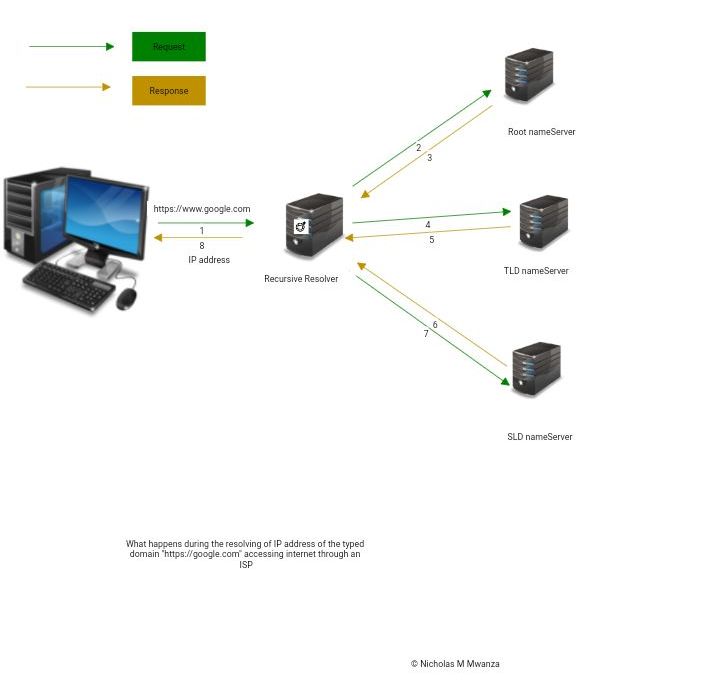 Request
Response
Root nameServer
https://www.google.com
1
8
IP address
2
3
4
5
6
7
Recursive Resolver
TLD nameServer
SLD nameServer
What happens during the resolving of IP address of the typed
domain "https://google.com" accessing internet through an
ISP
© Nicholas M Mwanza